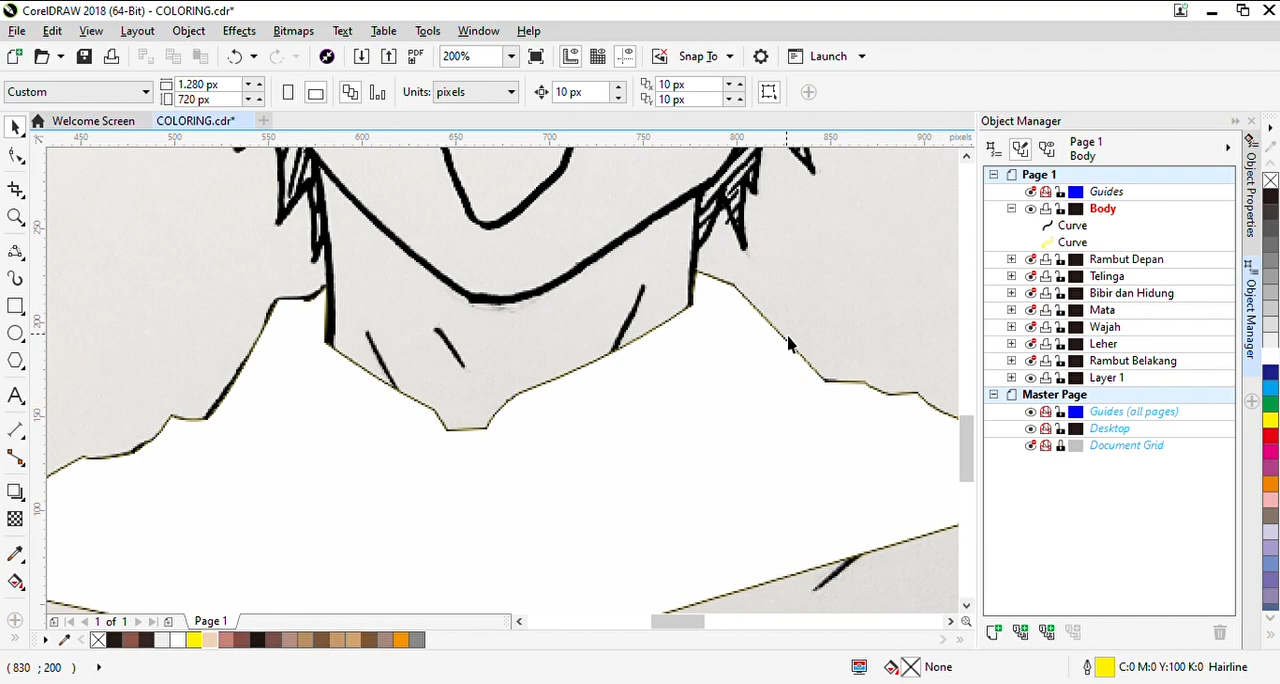 CorelDRAW 2018 (64-Bit) - COLORING.cdr*
File Edit View Layout Object Effects Bitmaps Text Table Tools Window Help
PDF 200% Snap To Launch
Custom 1.280 px 720 px Units: pixels 10 px 10 px 10 px
Welcome Screen COLORING.cdr*
450 500 550 600 650 700 750 800 850 900 pixels
250
200
150
100
Object Manager
Page 1
Body
Page 1
Guides
Body
Curve
Curve
Rambut Depan
Telinga
Bibir dan Hidung
Mata
Wajah
Leher
Rambut Belakang
Layer 1
Master Page
Guides (all pages)
Desktop
Document Grid
Object Properties
Object Manager
1 of 1 Page 1
( 830 ; 200 ) None C:0 M:0 Y:100 K:0 Hairline